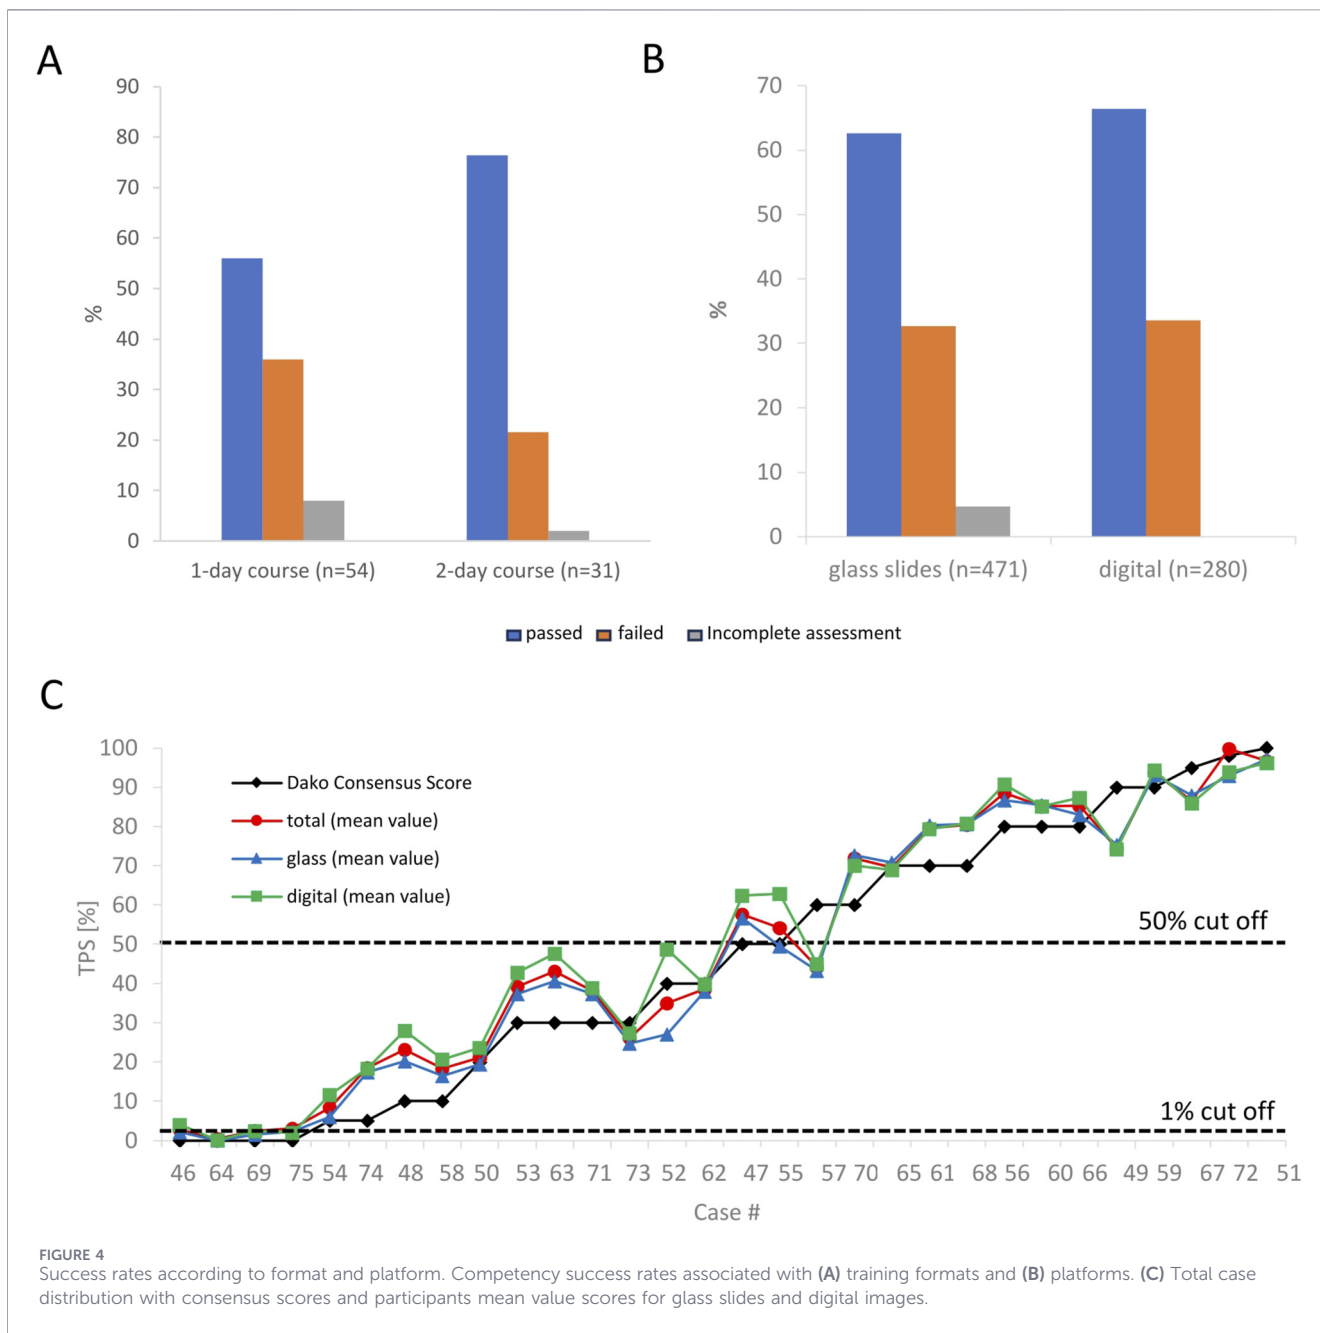 A
90
80
70
60
50
40
30
20
10
0
%
1-day course (n=54)
2-day course (n=31)
B
70
60
50
40
30
20
10
0
%
glass slides (n=471)
digital (n=280)
passed
failed
Incomplete assessment
C
100
90
80
70
60
50
40
30
20
10
0
TPS [%]
Dako Consensus Score
total (mean value)
glass (mean value)
digital (mean value)
50% cut off
1% cut off
46 64 69 75 54 74 48 58 50 53 63 71 73 52 62 47 55 57 70 65 61 68 56 60 66 49 59 67 72 51
Case #
FIGURE 4
Success rates according to format and platform. Competency success rates associated with (A) training formats and (B) platforms. (C) Total case
distribution with consensus scores and participants mean value scores for glass slides and digital images.